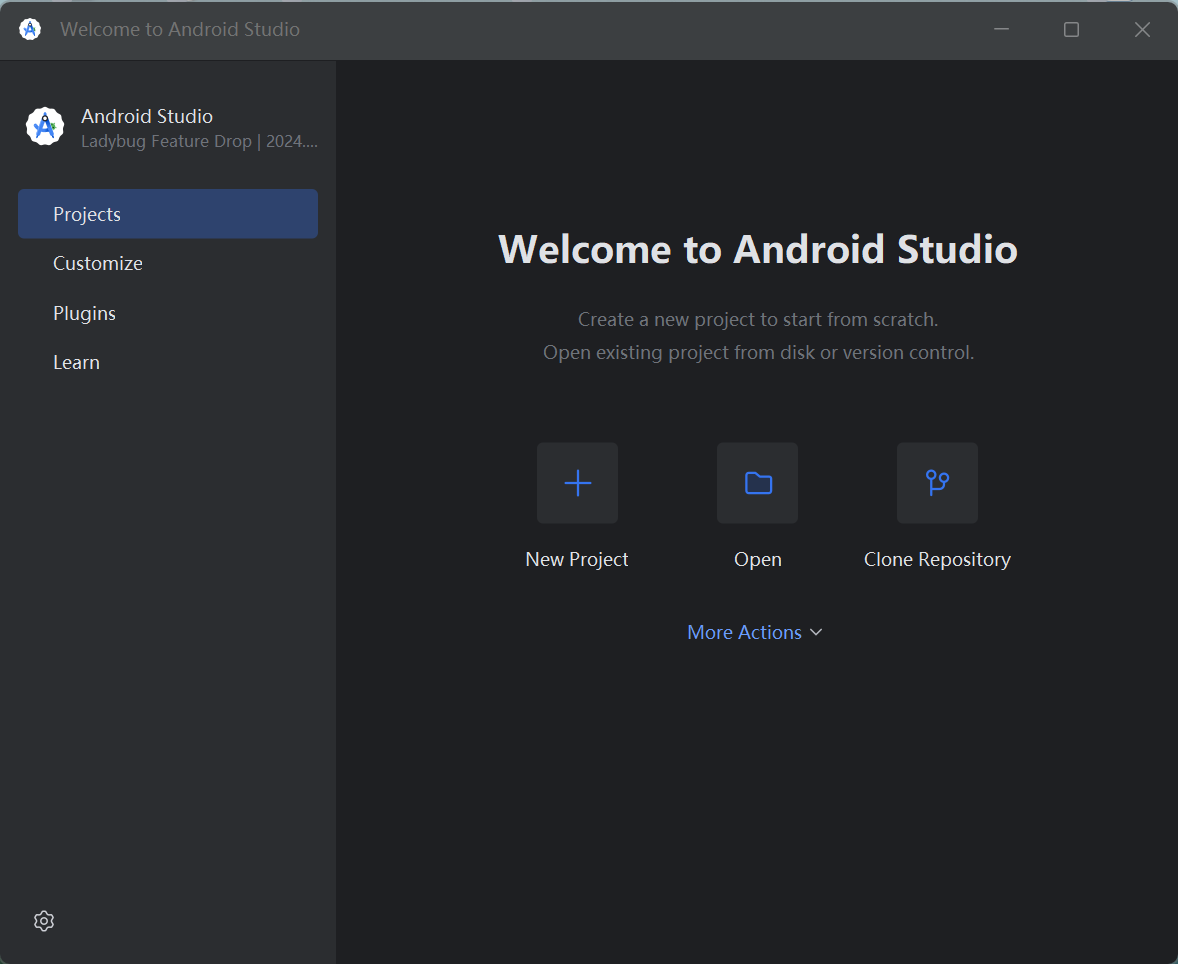 Welcome to Android Studio
Android Studio
Ladybug Feature Drop | 2024....
Projects
Customize
Plugins
Learn
Welcome to Android Studio
Create a new project to start from scratch.
Open existing project from disk or version control.
New Project
Open
Clone Repository
More Actions